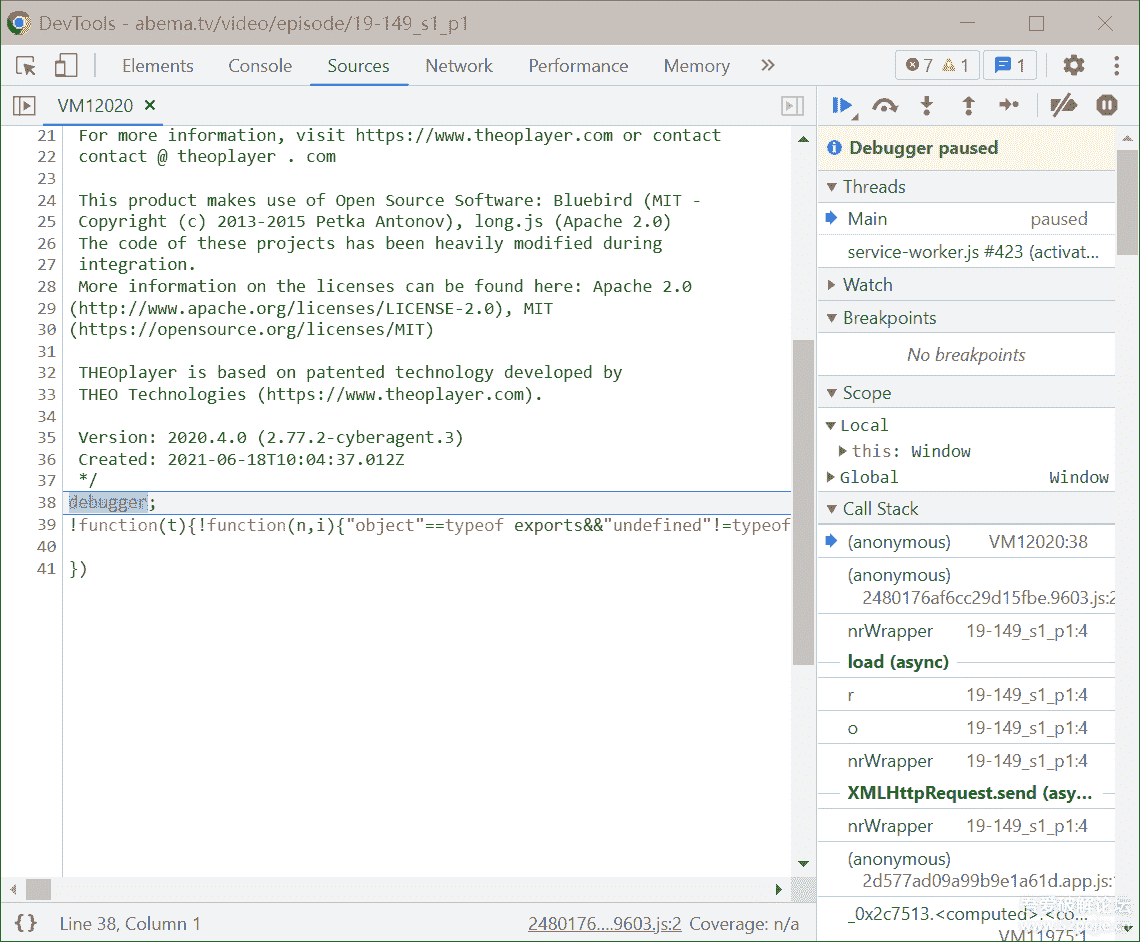 DevTools - abema.tv/video/episode/19-149_s1_p1
Elements Console Sources Network Performance Memory » 7 1 1
VM12020 ×
21 For more information, visit https://www.theoplayer.com or contact
22 contact @ theoplayer . com
23
24 This product makes use of Open Source Software: Bluebird (MIT -
25 Copyright (c) 2013-2015 Petka Antonov), long.js (Apache 2.0)
26 The code of these projects has been heavily modified during
27 integration.
28 More information on the licenses can be found here: Apache 2.0
29 (http://www.apache.org/licenses/LICENSE-2.0), MIT
30 (https://opensource.org/licenses/MIT)
31
32 THEOplayer is based on patented technology developed by
33 THEO Technologies (https://www.theoplayer.com).
34
35 Version: 2020.4.0 (2.77.2-cyberagent.3)
36 Created: 2021-06-18T10:04:37.012Z
37 */
38 debugger;
39 !function(t){!function(n,i){"object"==typeof exports&&"undefined"!=typeof
40
41 })
{} Line 38, Column 1 2480176....9603.js:2 Coverage: n/a
Debugger paused
Threads
Main paused
service-worker.js #423 (activat...
Watch
Breakpoints
No breakpoints
Scope
Local
this: Window
Global Window
Call Stack
(anonymous) VM12020:38
(anonymous)
2480176af6cc29d15fbe.9603.js:2
nrWrapper 19-149_s1_p1:4
load (async)
r 19-149_s1_p1:4
o 19-149_s1_p1:4
nrWrapper 19-149_s1_p1:4
XMLHttpRequest.send (asy...
nrWrapper 19-149_s1_p1:4
(anonymous)
2d577ad09a99b9e1a61d.app.js:
_0x2c7513.<computed>.<co...
VM11975:1